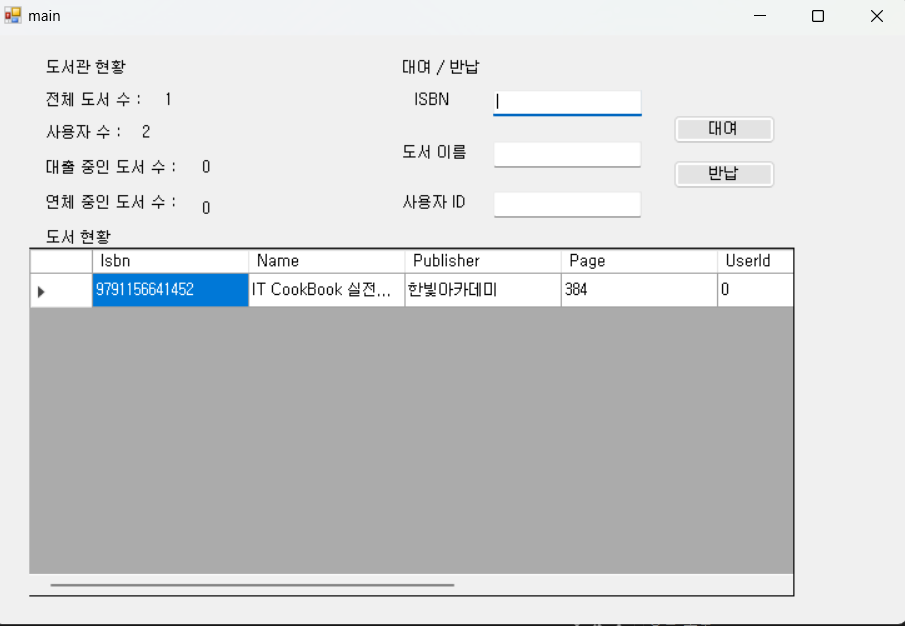 main
도서관 현황
전체 도서 수 : 1
사용자 수 : 2
대출 중인 도서 수 : 0
연체 중인 도서 수 : 0
대여 / 반납
ISBN
도서 이름
사용자 ID
대여
반납
도서 현황
Isbn Name Publisher Page UserId
9791156641452 IT CookBook 실전... 한빛아카데미 384 0